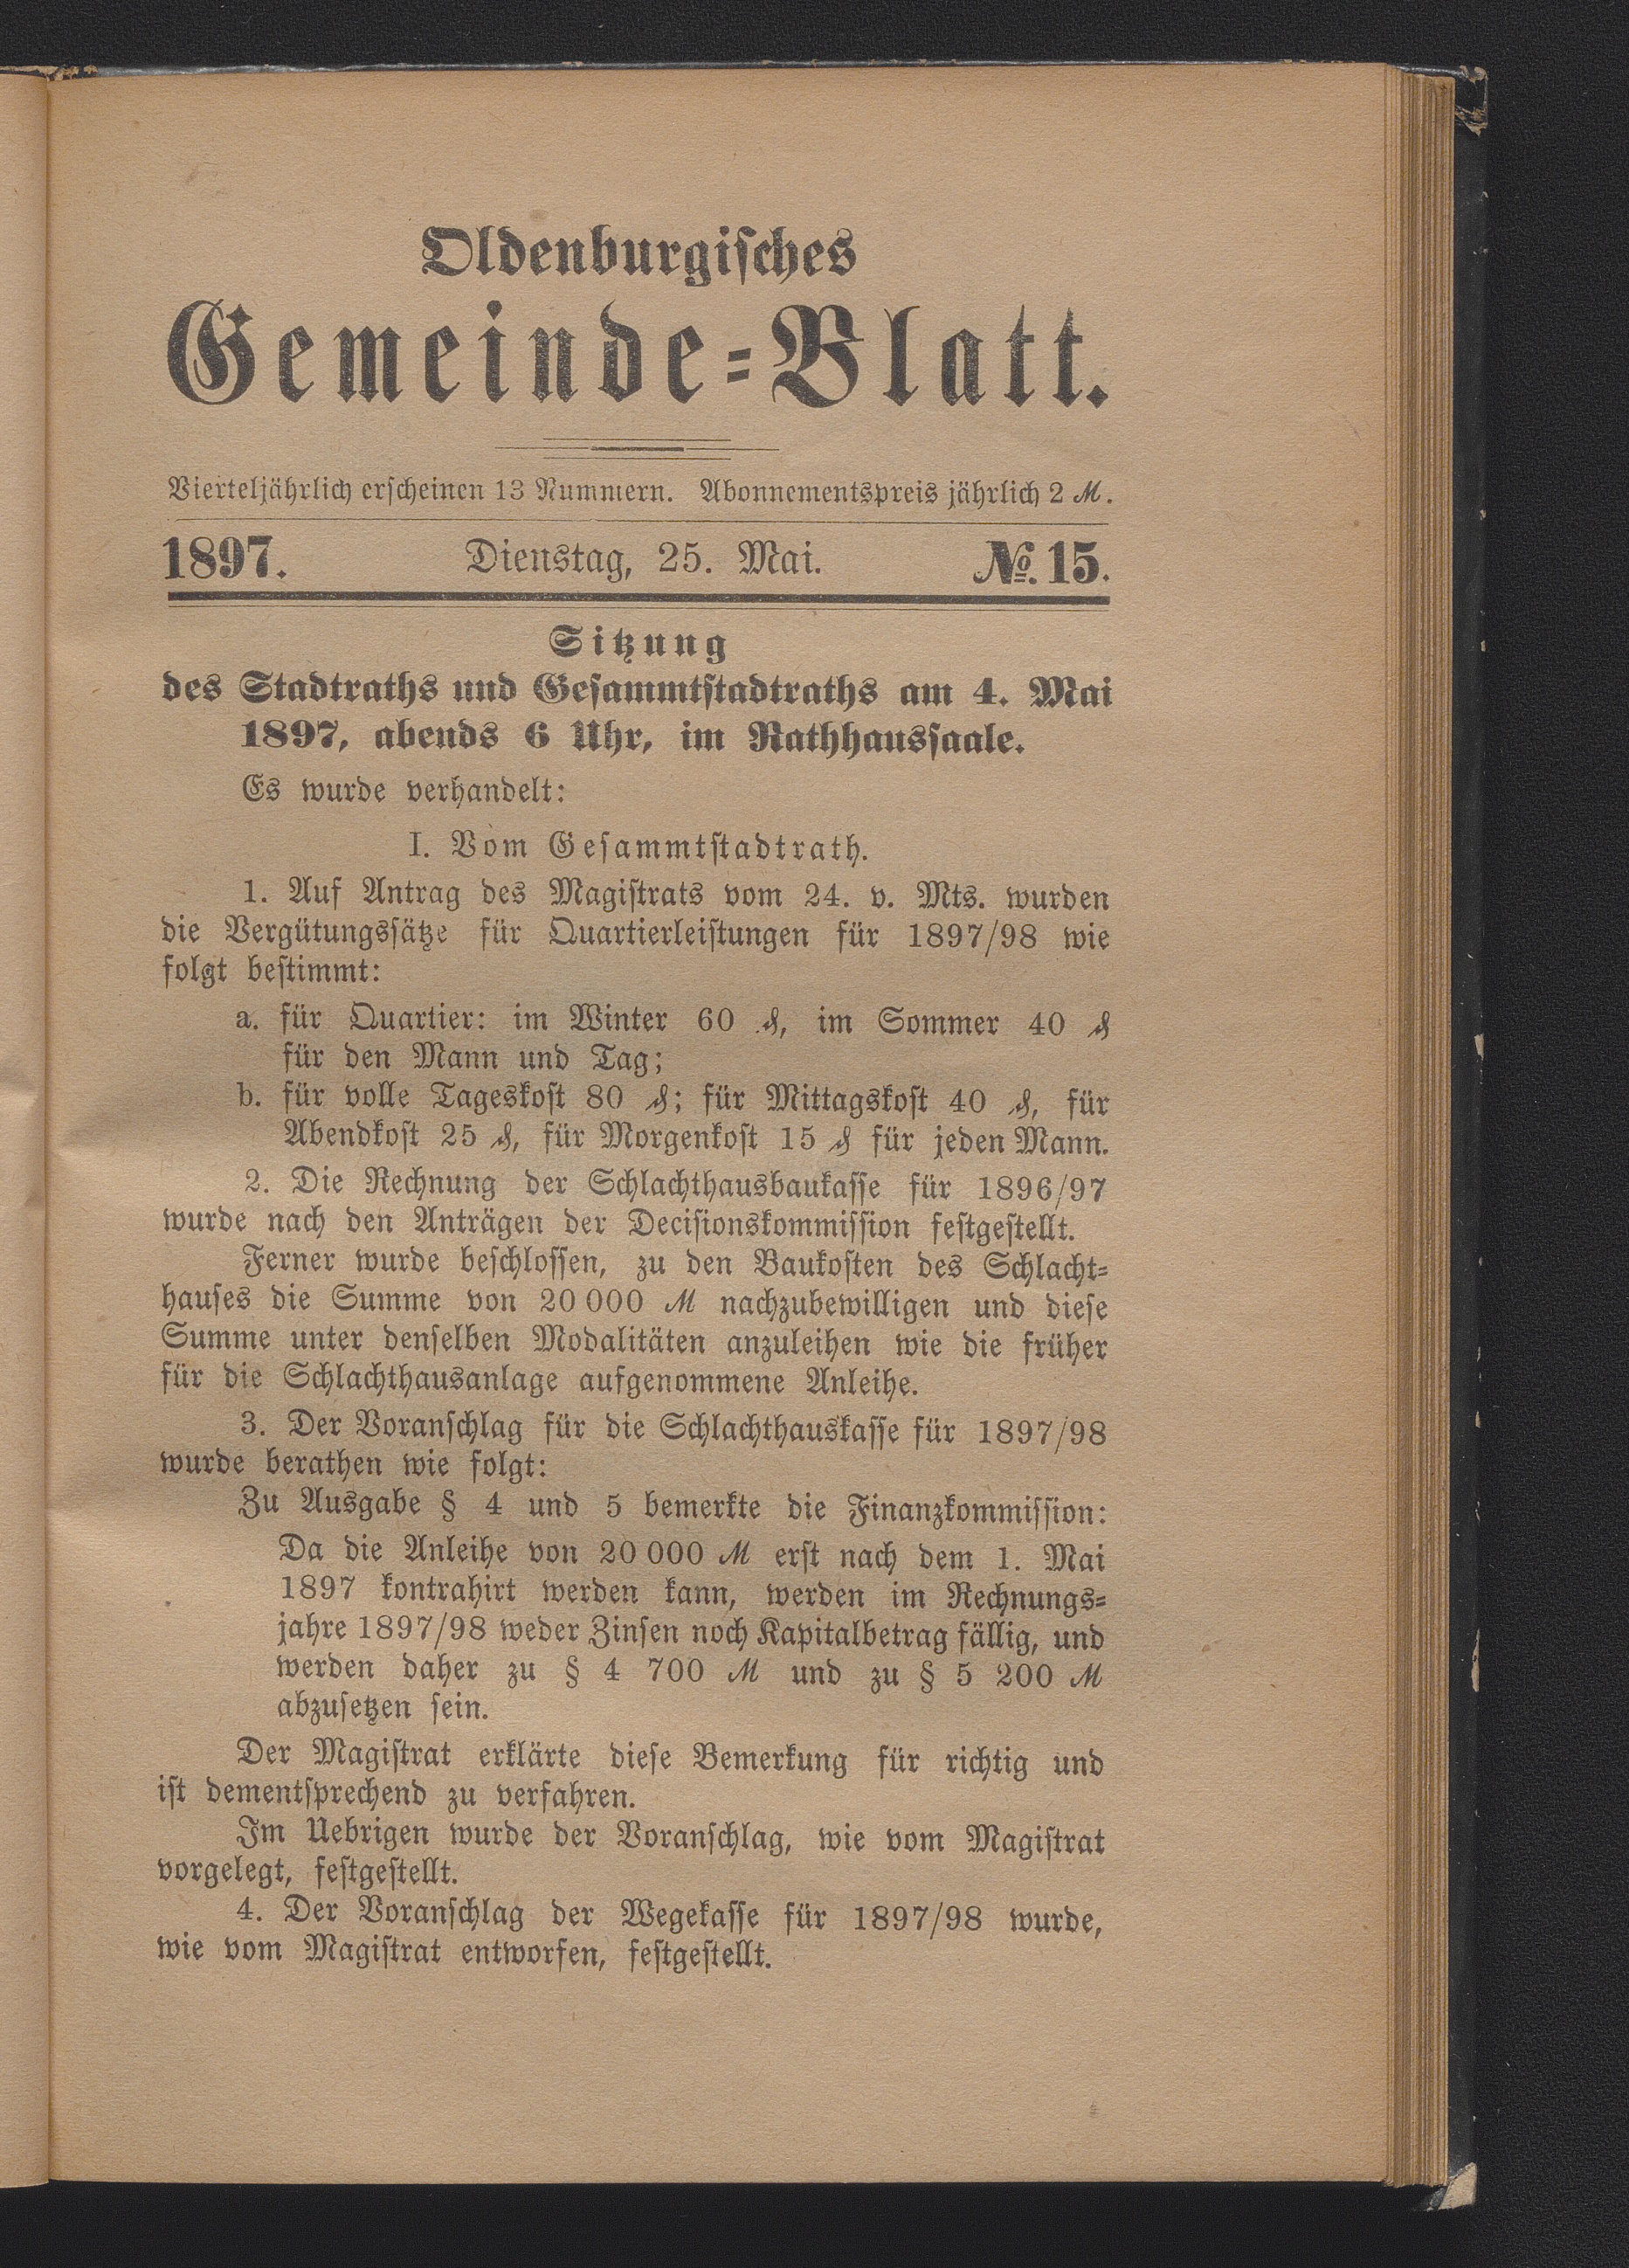 Oldenburgisches
Gemeinde-Blatt.
Vierteljährlich erscheinen 13 Nummern. Abonnementspreis jährlich 2 ℳ.
1897. Dienstag, 25. Mai. №. 15.
Sitzung
des Stadtraths und Gesammtstadtraths am 4. Mai
1897, abends 6 Uhr, im Rathhaussaale.
Es wurde verhandelt:
I. Vom Gesammtstadtrath.
1. Auf Antrag des Magistrats vom 24. v. Mts. wurden
die Vergütungssätze für Quartierleistungen für 1897/98 wie
folgt bestimmt:
a. für Quartier: im Winter 60 ₰, im Sommer 40 ₰
für den Mann und Tag;
b. für volle Tageskost 80 ₰; für Mittagskost 40 ₰, für
Abendkost 25 ₰, für Morgenkost 15 ₰ für jeden Mann.
2. Die Rechnung der Schlachthausbaukasse für 1896/97
wurde nach den Anträgen der Decisionskommission festgestellt.
Ferner wurde beschlossen, zu den Baukosten des Schlacht-
hauses die Summe von 20 000 ℳ nachzubewilligen und diese
Summe unter denselben Modalitäten anzuleihen wie die früher
für die Schlachthausanlage aufgenommene Anleihe.
3. Der Voranschlag für die Schlachthauskasse für 1897/98
wurde berathen wie folgt:
Zu Ausgabe § 4 und 5 bemerkte die Finanzkommission:
Da die Anleihe von 20 000 ℳ erst nach dem 1. Mai
1897 kontrahirt werden kann, werden im Rechnungs-
jahre 1897/98 weder Zinsen noch Kapitalbetrag fällig, und
werden daher zu § 4 700 ℳ und zu § 5 200 ℳ
abzusetzen sein.
Der Magistrat erklärte diese Bemerkung für richtig und
ist dementsprechend zu verfahren.
Im Uebrigen wurde der Voranschlag, wie vom Magistrat
vorgelegt, festgestellt.
4. Der Voranschlag der Wegekasse für 1897/98 wurde,
wie vom Magistrat entworfen, festgestellt.